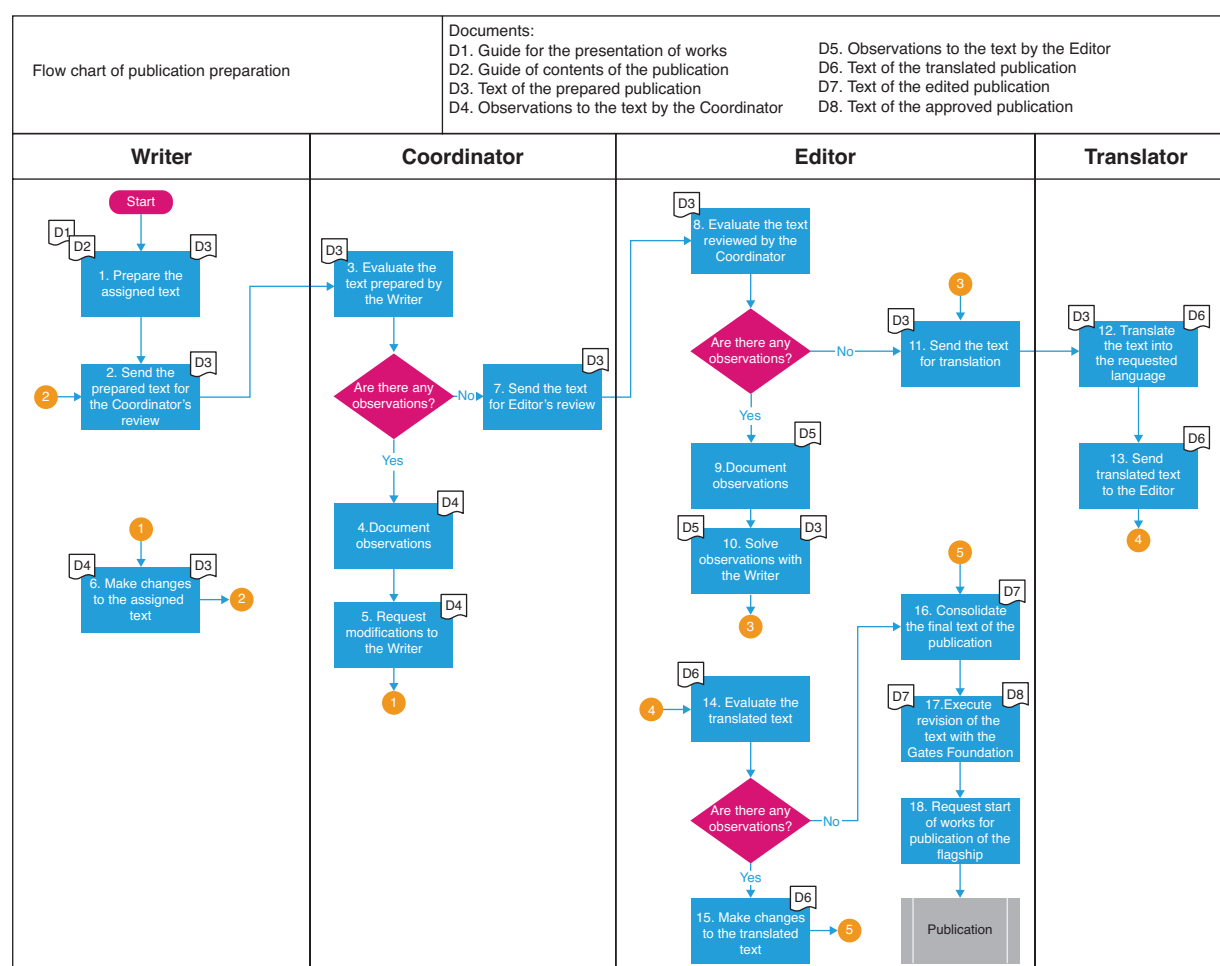 Flow chart of publication preparation
Documents:
D1. Guide for the presentation of works
D2. Guide of contents of the publication
D3. Text of the prepared publication
D4. Observations to the text by the Coordinator
D5. Observations to the text by the Editor
D6. Text of the translated publication
D7. Text of the edited publication
D8. Text of the approved publication
Writer
Coordinator
Editor
Translator
Start
D1
D2
D3
1. Prepare the
assigned text
D3
2. Send the
prepared text for
the Coordinator's
review
2
1
D4
D3
6. Make changes
to the assigned
text
2
D3
3. Evaluate the
text prepared by
the Writer
Are there any
observations?
No
D3
7. Send the text
for Editor's review
Yes
D4
4.Document
observations
D4
5. Request
modifications to
the Writer
1
D3
8. Evaluate the text
reviewed by the
Coordinator
Are there any
observations?
No
3
D3
11. Send the text
for translation
Yes
D5
9.Document
observations
D5
D3
10. Solve
observations with
the Writer
3
D6
4
14. Evaluate the
translated text
Are there any
observations?
No
Yes
D6
15. Make changes
to the translated
text
5
5
D7
16. Consolidate
the final text of the
publication
D7
D8
17.Execute
revision of the
text with the
Gates Foundation
18. Request start
of works for
publication of the
flagship
Publication
D3
D6
12. Translate
the text into
the requested
language
D6
13. Send
translated text
to the Editor
4